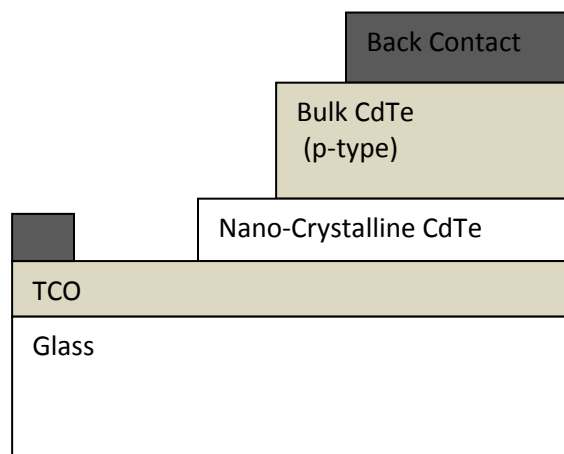 Back Contact
Bulk CdTe
(p-type)
Nano-Crystalline CdTe
TCO
Glass